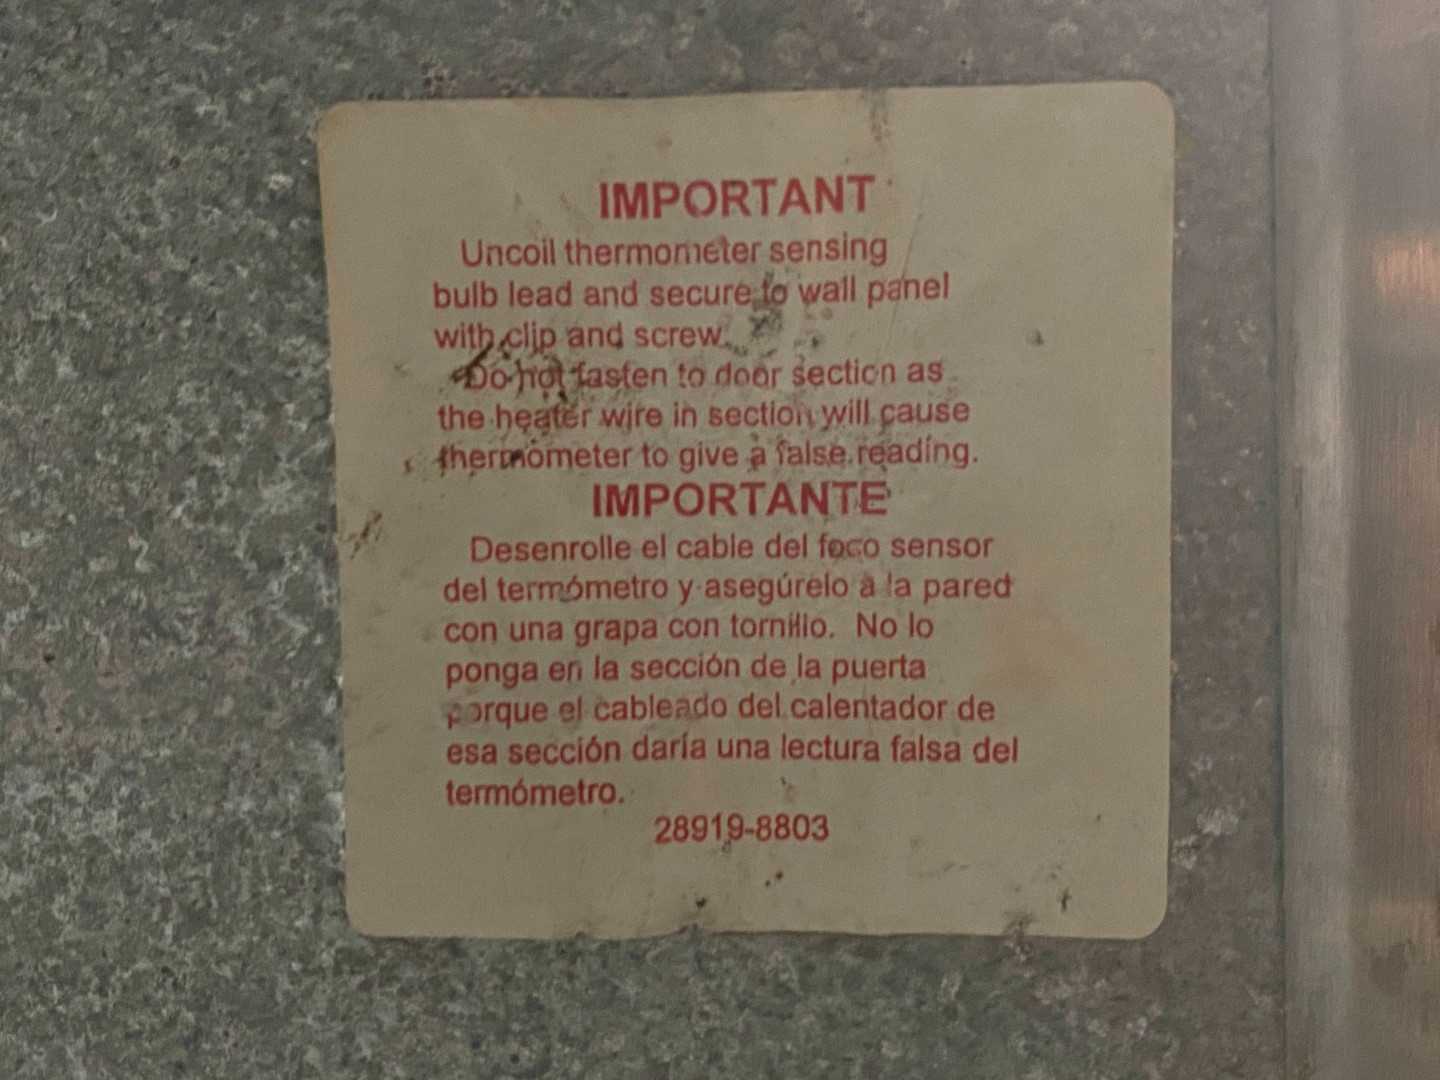 IMPORTANT
Uncoil thermometer sensing
bulb lead and secure to wall panel
with clip and screw.
Do not fasten to door section as
the heater wire in section will cause
thermometer to give a false reading.
IMPORTANTE
Desenrolle el cable del foco sensor
del termómetro y asegúrelo a la pared
con una grapa con tornillo. No lo
ponga en la sección de la puerta
porque el cableado del calentador de
esa sección daría una lectura falsa del
termómetro.
28919-8803